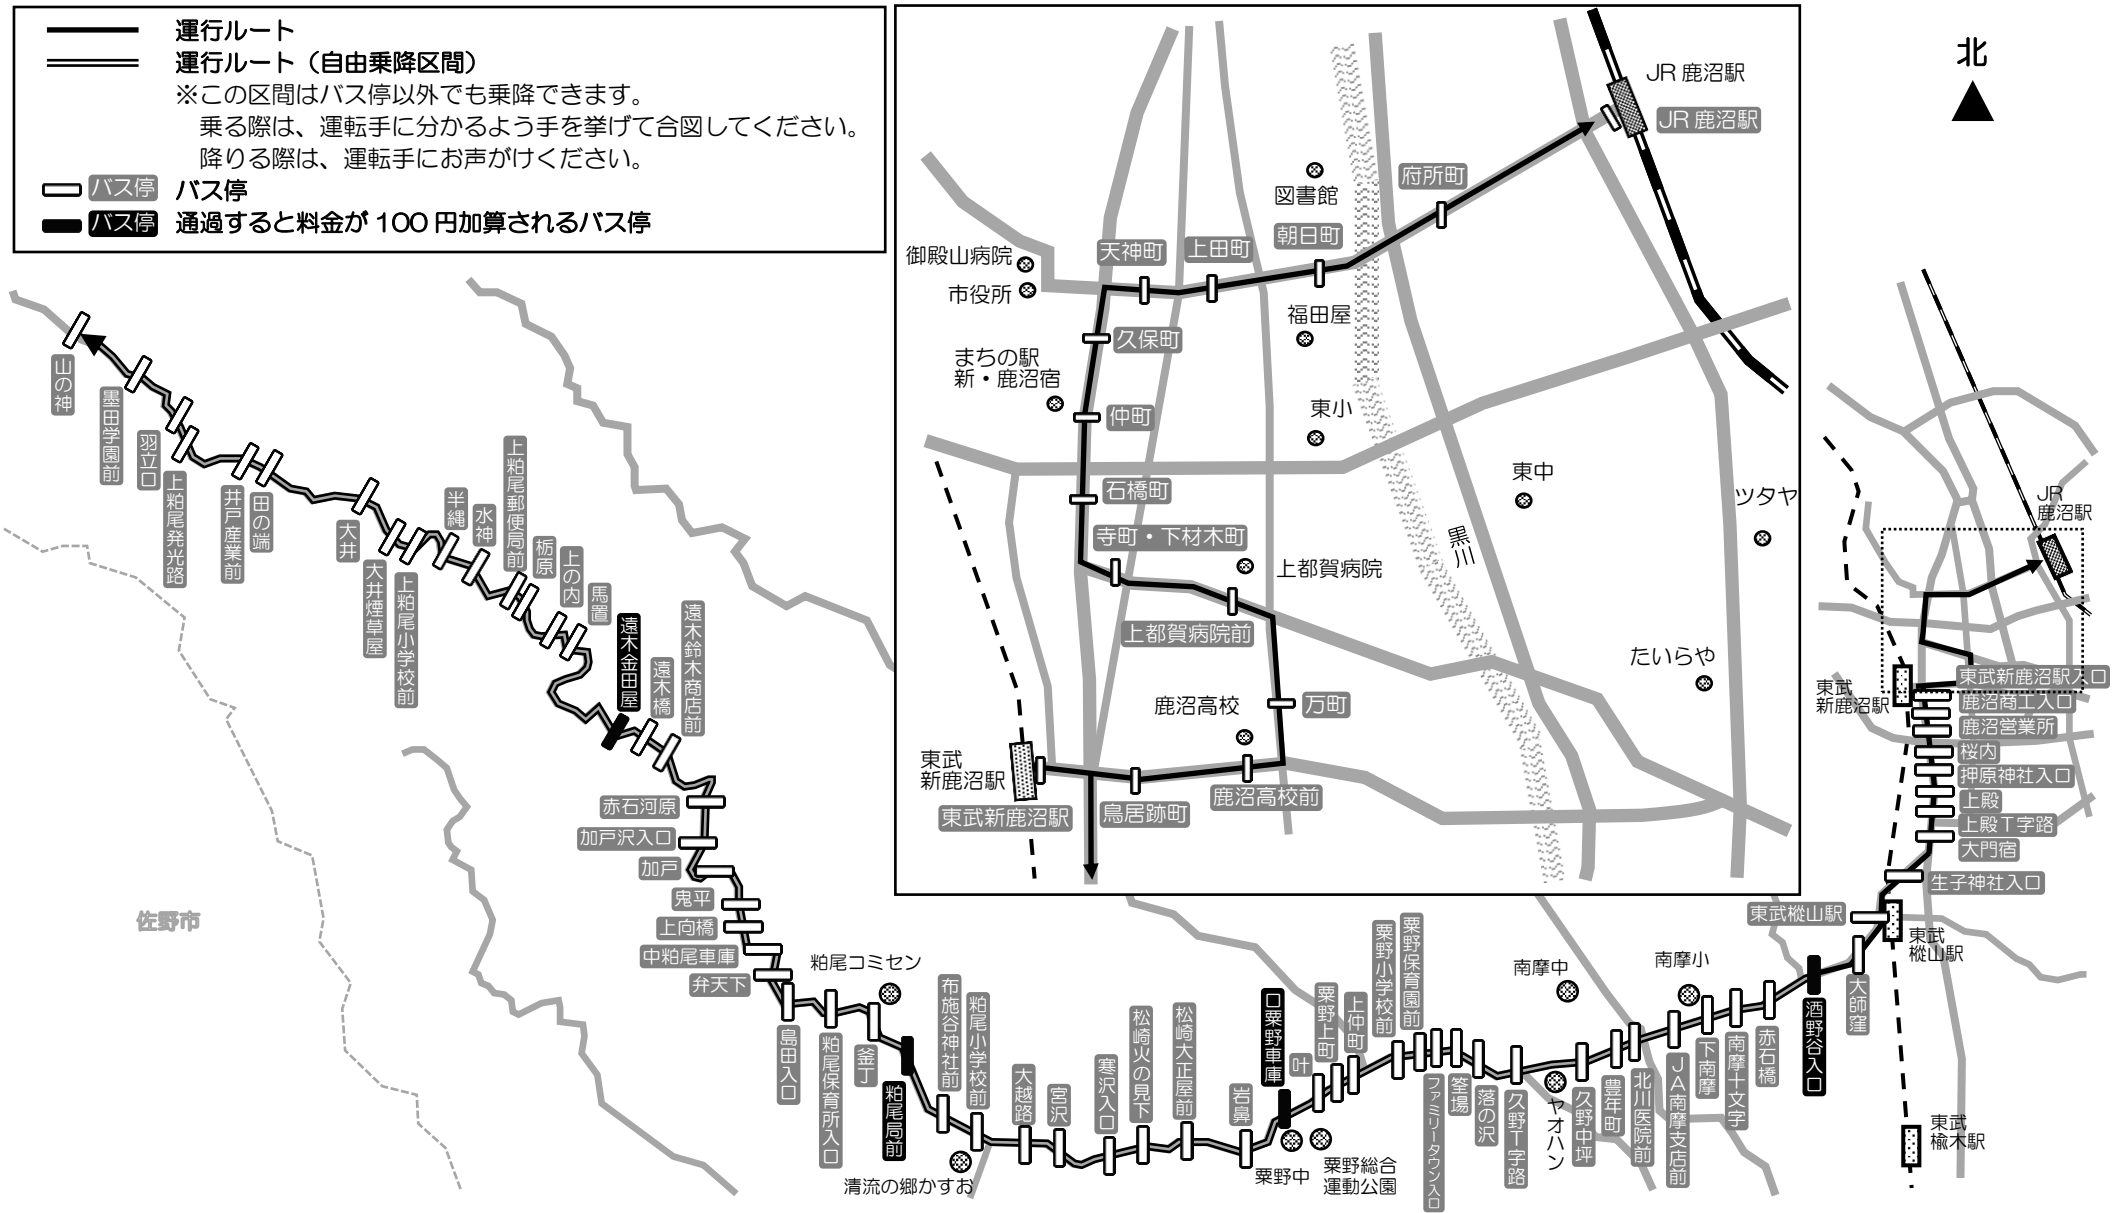 運行ルート
運行ルート（自由乗降区間）
※この区間はバス停以外でも乗降できます。
乗る際は、運転手に分かるよう手を挙げて合図してください。
降りる際は、運転手にお声がけください。
バス停 バス停
バス停 通過すると料金が100円加算されるバス停
北
JR鹿沼駅
JR鹿沼駅
府所町
図書館
朝日町
上田町
天神町
御殿山病院
市役所
福田屋
久保町
まちの駅
新・鹿沼宿
仲町
東小
東中
ツタヤ
石橋町
寺町・下材木町
黒川
上都賀病院
上都賀病院前
たいらや
鹿沼高校
万町
東武
新鹿沼駅
東武新鹿沼駅
鳥居跡町
鹿沼高校前
山の神
墨田学園前
羽立口
上粕尾発光路
井戸産業前
田の端
大井
大井煙草屋
上粕尾小学校前
半縄
水神
上粕尾郵便局前
栃原
上の内
馬置
遠木金田屋
遠木橋
遠木鈴木商店前
赤石河原
加戸沢入口
加戸
鬼平
上向橋
中粕尾車庫
弁天下
佐野市
島田入口
粕尾コミセン
粕尾保育所入口
釜丁
粕尾局前
布施谷神社前
粕尾小学校前
清流の郷かすお
大越路
宮沢
寒沢入口
松崎火の見下
松崎大正屋前
岩鼻
口粟野車庫
粟野中
粟野総合
運動公園
叶
粟野上町
上仲町
粟野小学校前
粟野保育園前
ファミリータウン入口
筌場
落の沢
久野T字路
ヤオハン
久野中坪
豊年町
北川医院前
南摩中
南摩小
JA南摩支店前
下南摩
南摩十文字
赤石橋
酒野谷入口
大師窪
東武樅山駅
東武
樅山駅
東武
楡木駅
生子神社入口
大門宿
上殿T字路
上殿
押原神社入口
桜内
鹿沼営業所
鹿沼商工入口
東武新鹿沼駅入口
東武
新鹿沼駅
JR
鹿沼駅